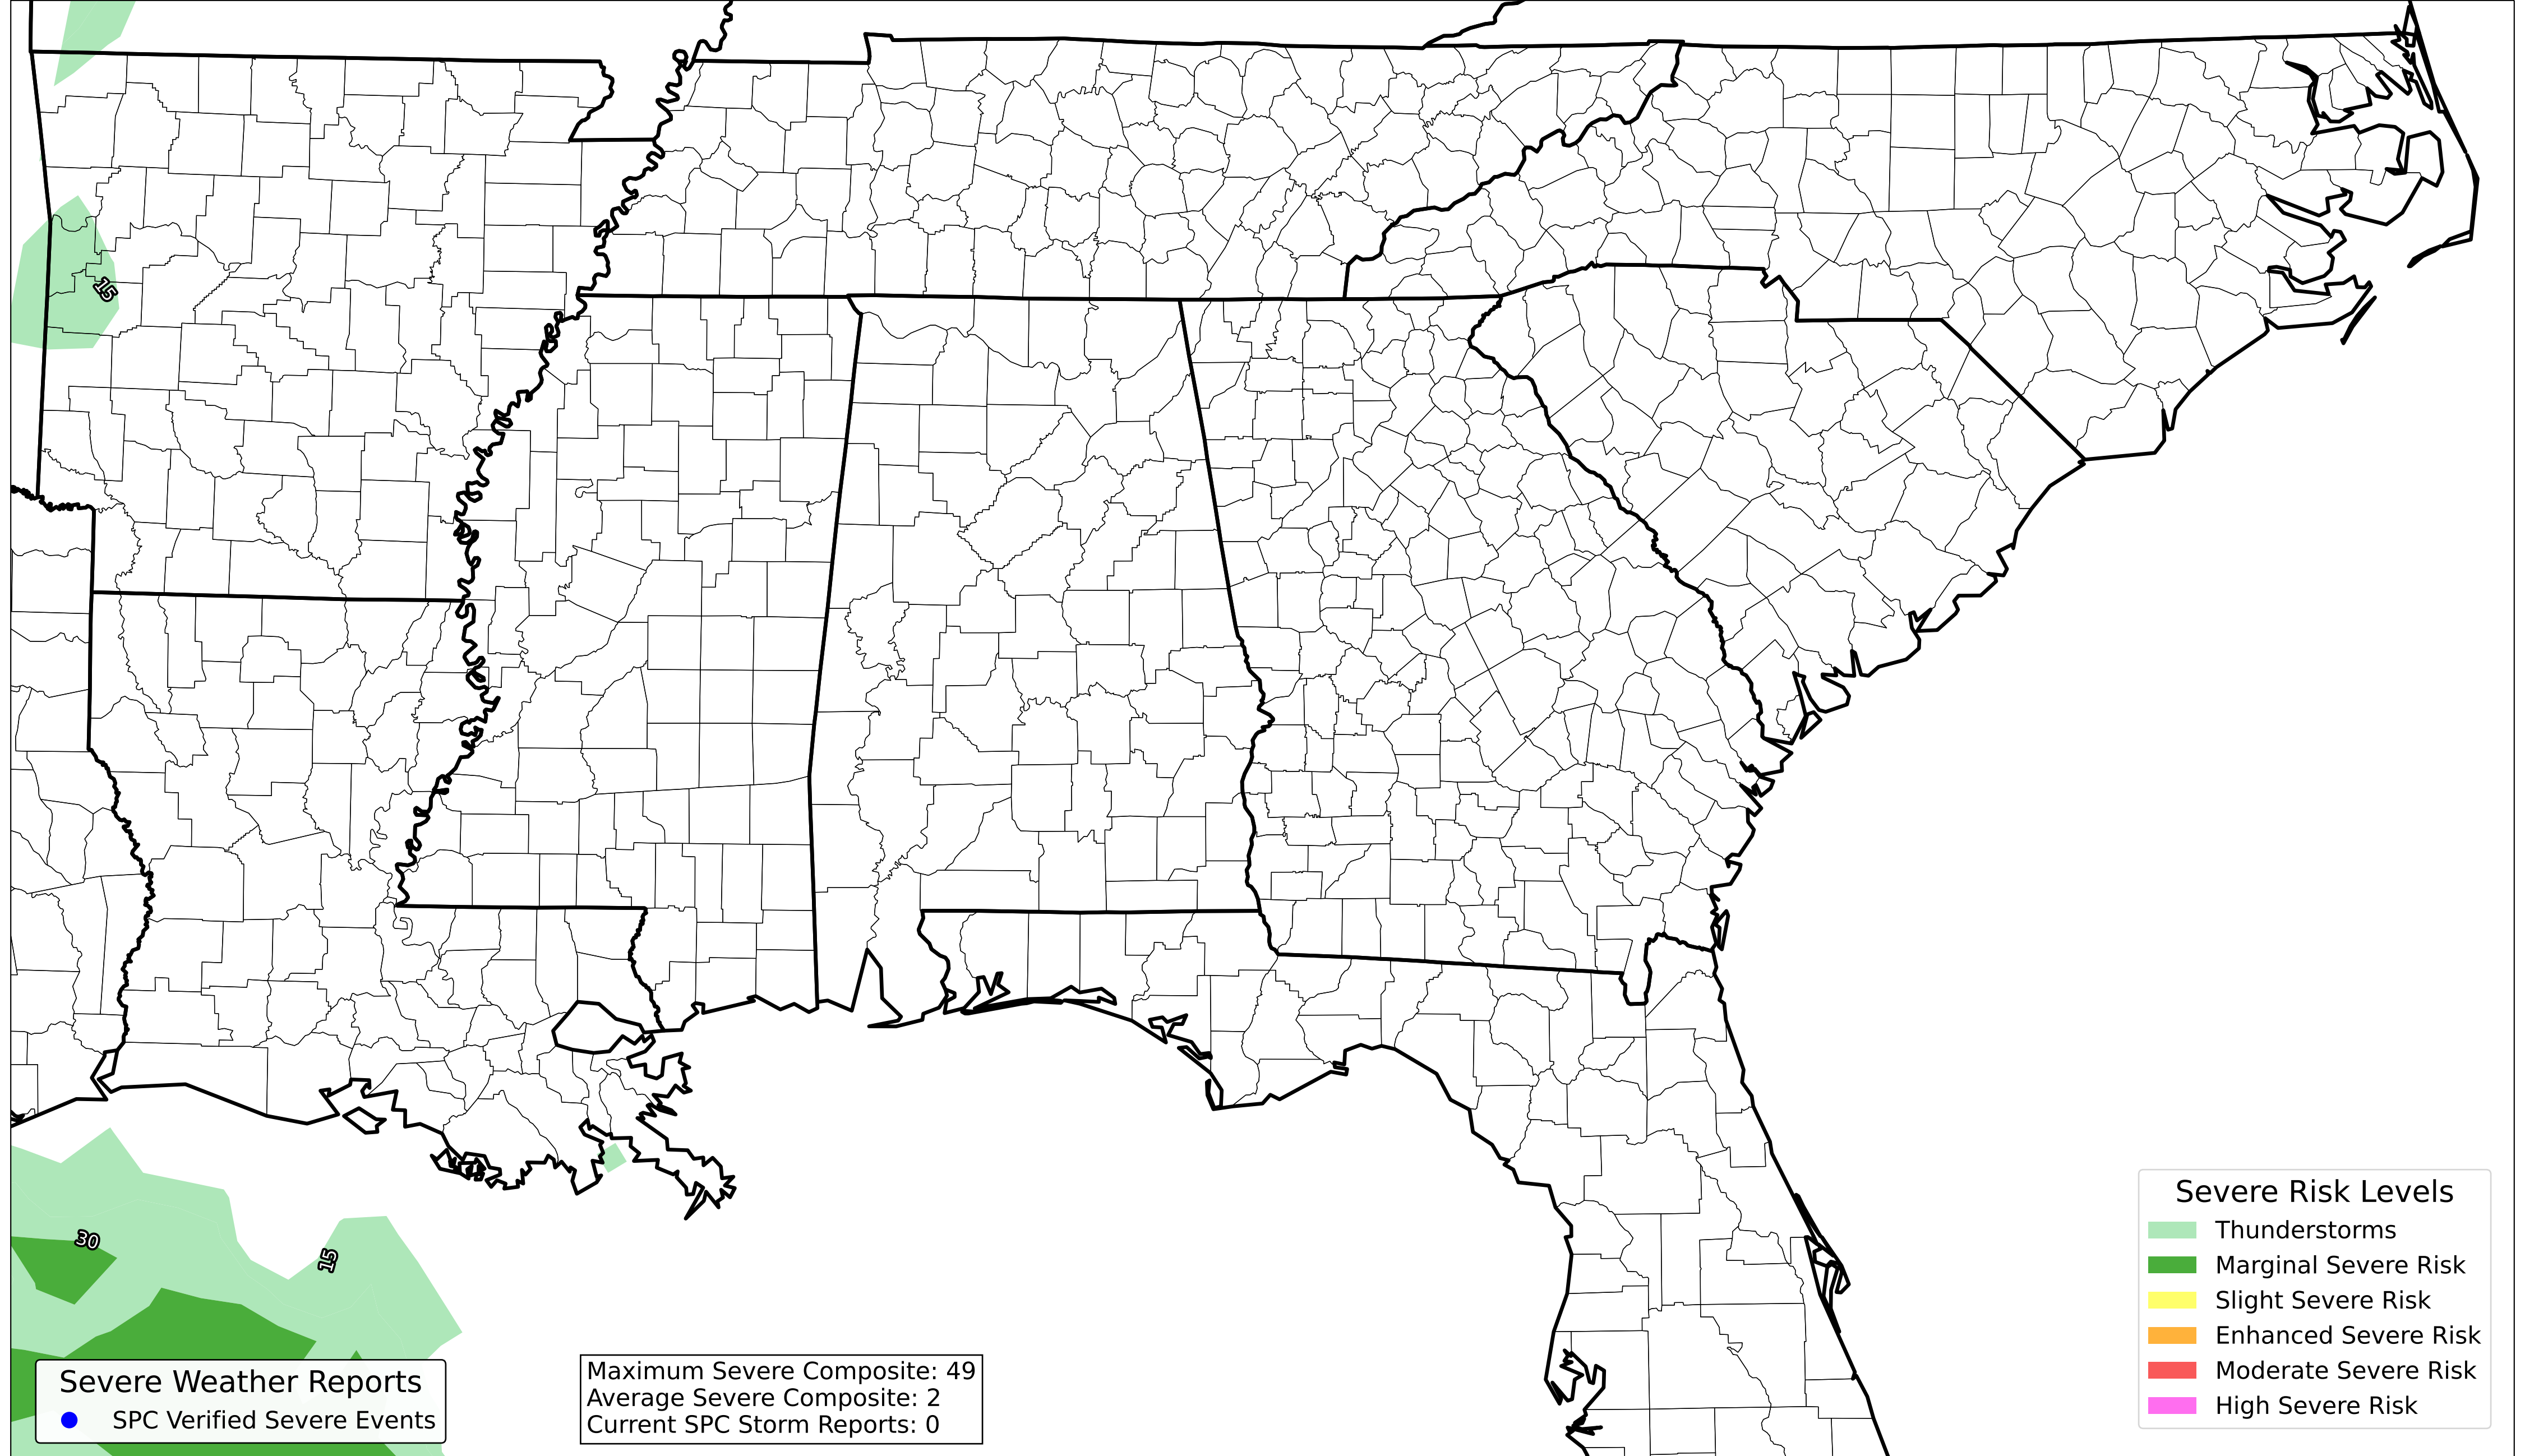 15
30
15
Severe Weather Reports
SPC Verified Severe Events
Maximum Severe Composite: 49
Average Severe Composite: 2
Current SPC Storm Reports: 0
Severe Risk Levels
Thunderstorms
Marginal Severe Risk
Slight Severe Risk
Enhanced Severe Risk
Moderate Severe Risk
High Severe Risk